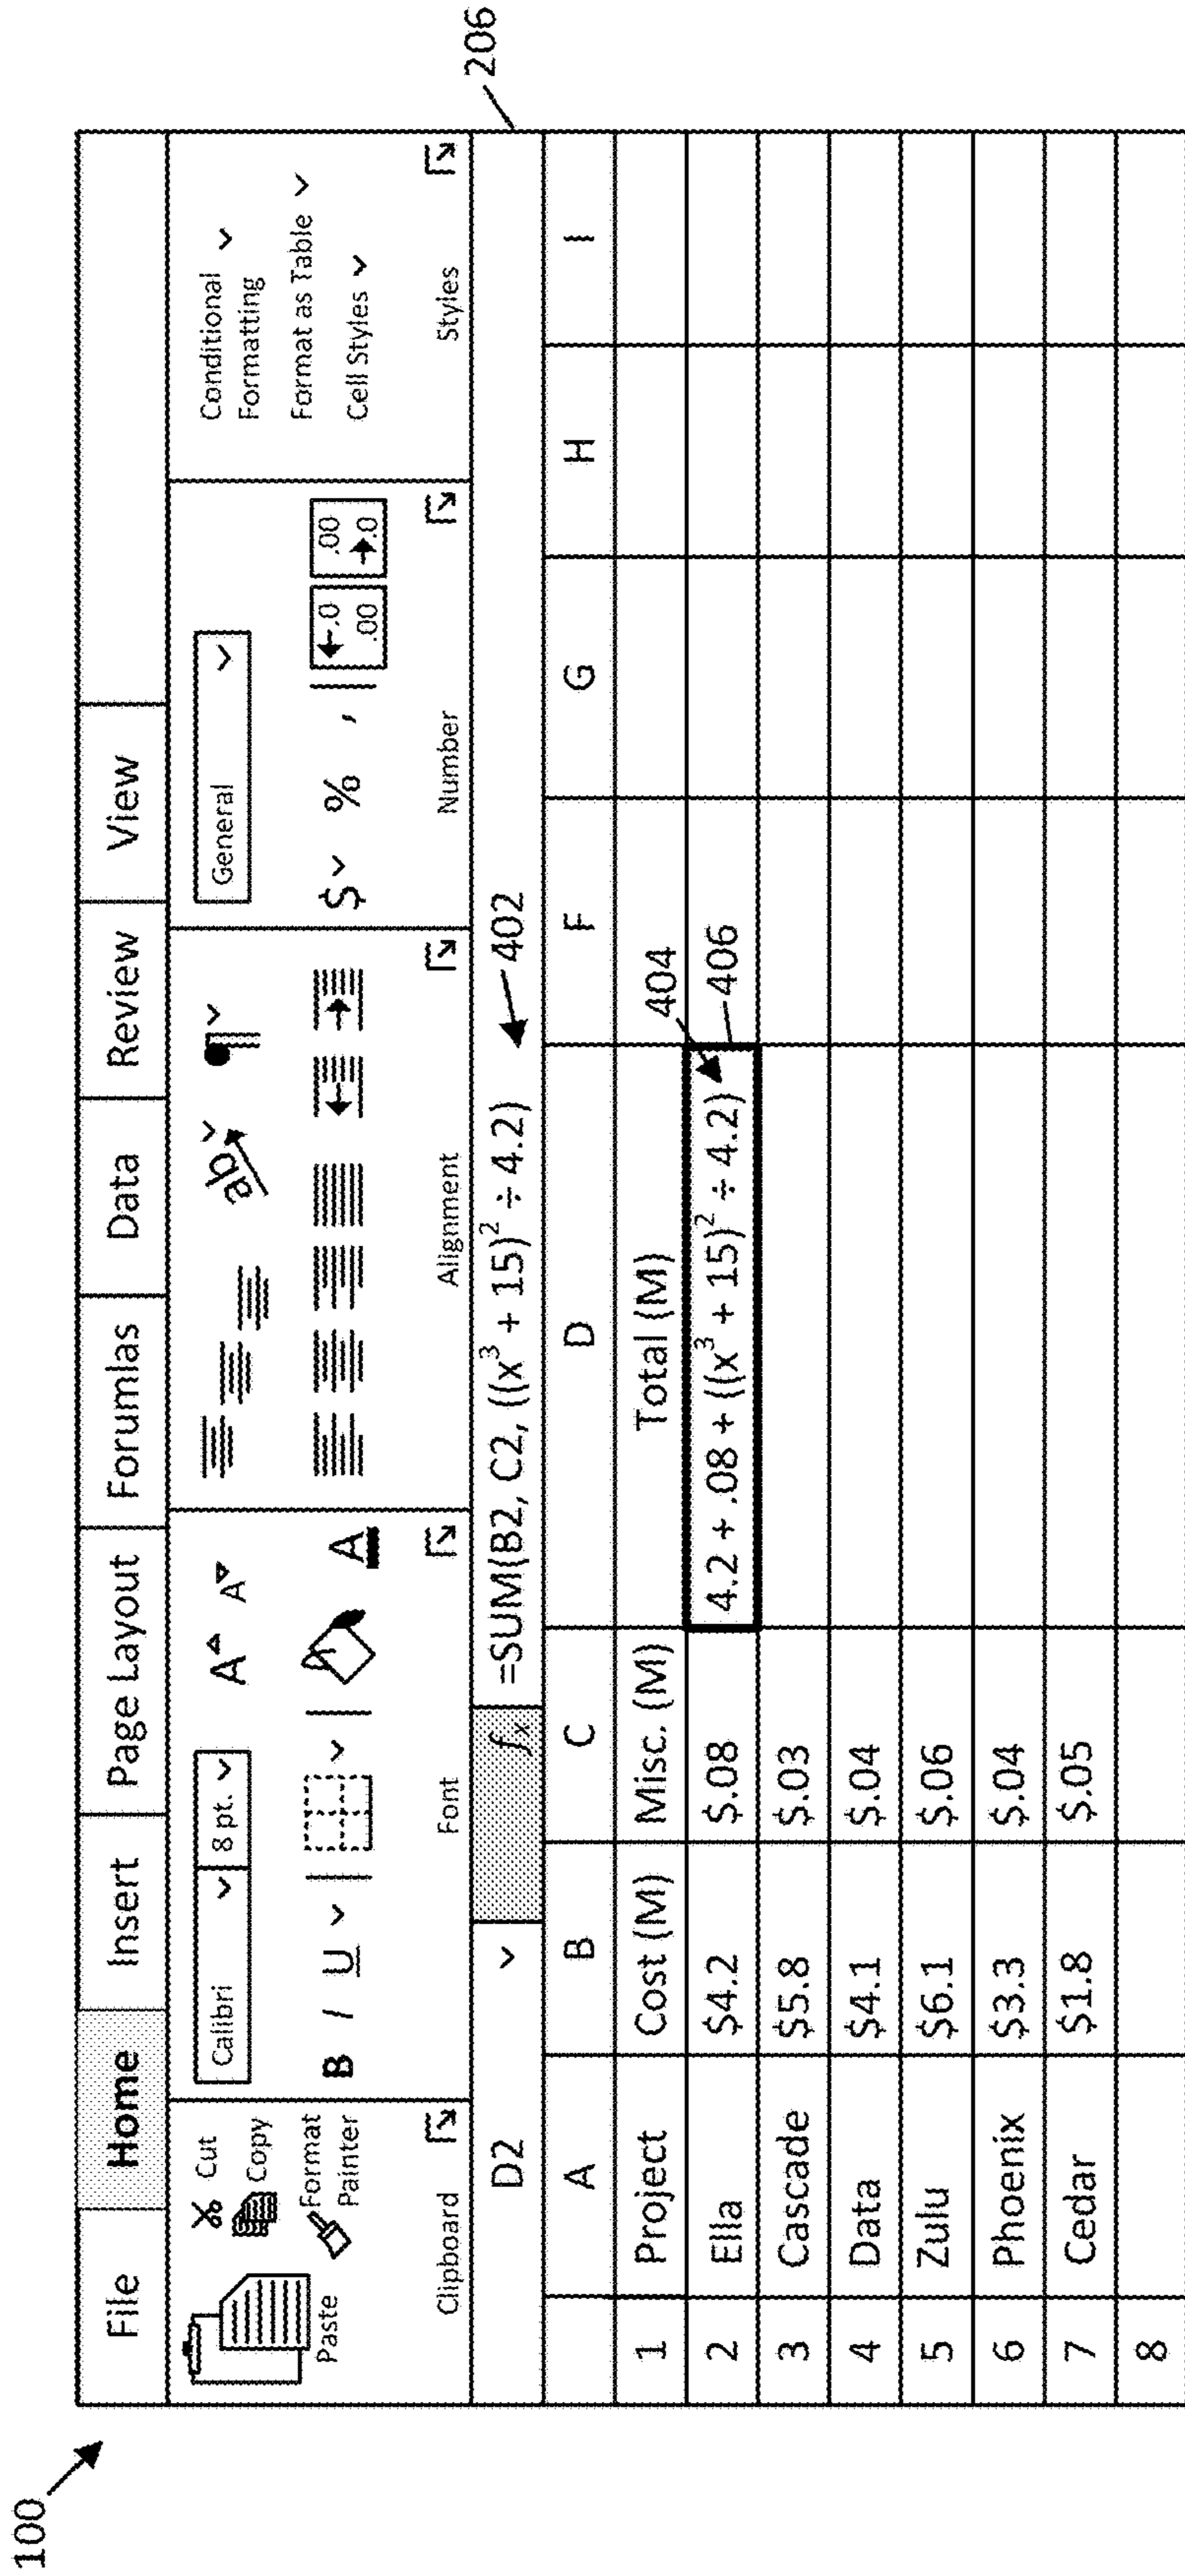 100
File Home Insert Page Layout Forumlas Data Review View
Paste
Cut
Copy
Format
Painter
Clipboard
Calibri 8 pt. A A
B I U A
Font
ab
Alignment
General
$ % , .0 .00 .00 .0
Number
Conditional
Formatting
Format as Table
Cell Styles
Styles
D2 fx =SUM(B2, C2, ((x³ + 15)² ÷ 4.2) 402
206
A B C D F G H I
1 Project Cost (M) Misc. (M) Total (M) 404
2 Ella $4.2 $.08 4.2 + .08 + ((x³ + 15)² ÷ 4.2) 406
3 Cascade $5.8 $.03
4 Data $4.1 $.04
5 Zulu $6.1 $.06
6 Phoenix $3.3 $.04
7 Cedar $1.8 $.05
8